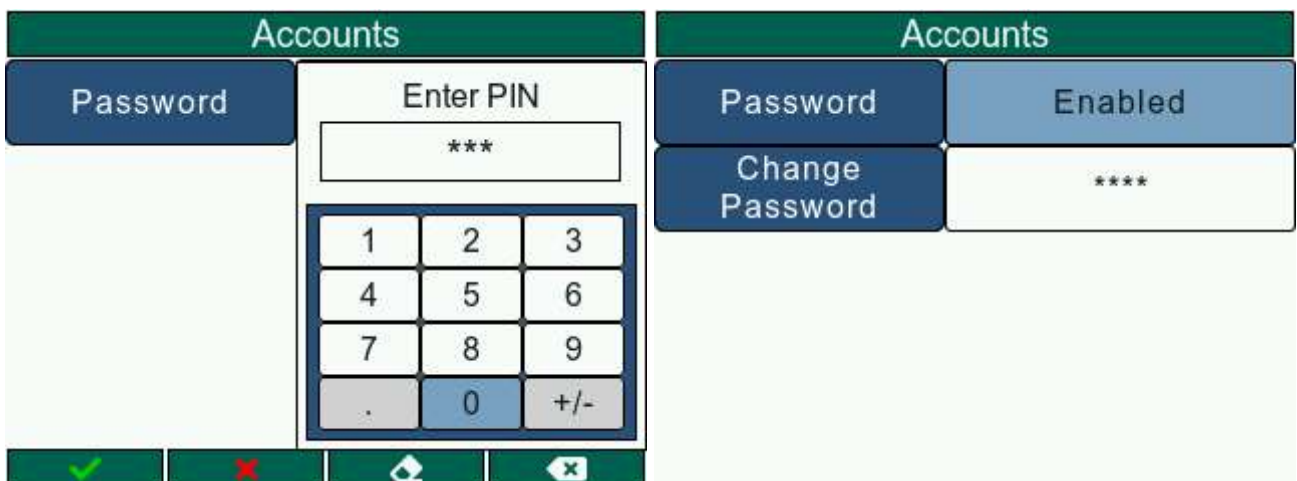 Accounts
Password
Enter PIN
***
1 2 3
4 5 6
7 8 9
. 0 +/-
Accounts
Password Enabled
Change
Password
****